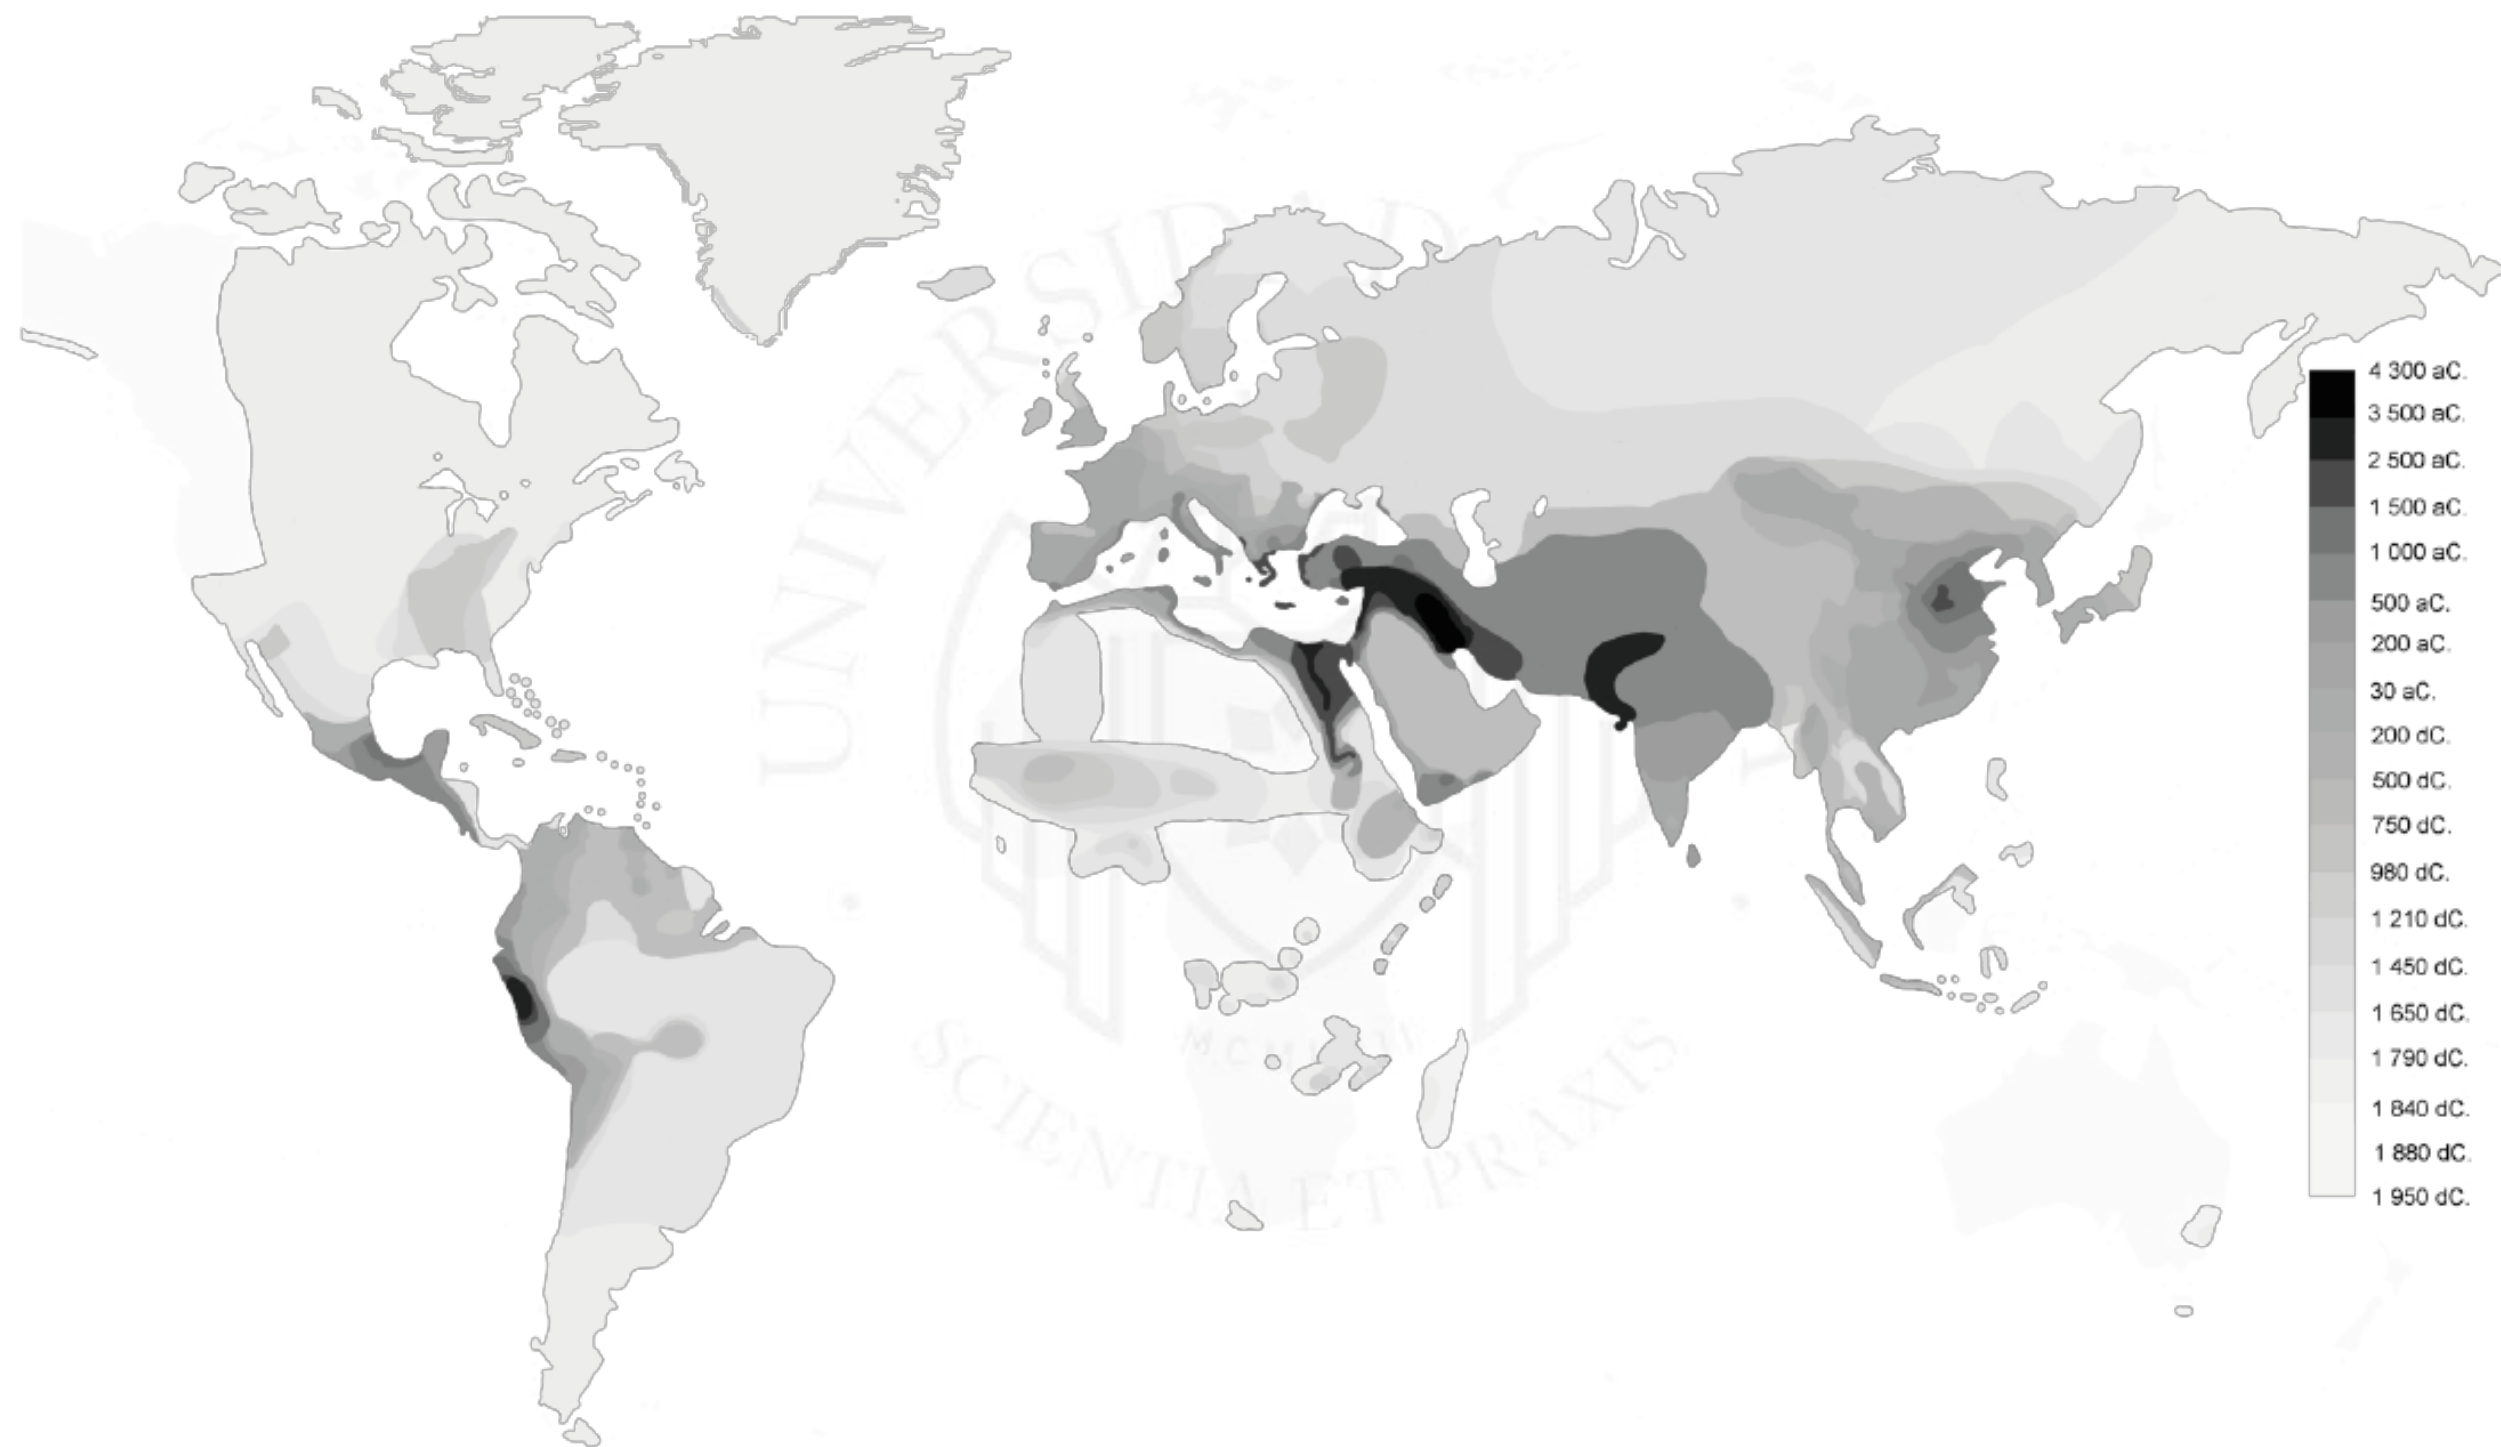 UNIVERSIDAD
MCMLXII
SCIENTIA ET PRAXIS
4 300 aC.
3 500 aC.
2 500 aC.
1 500 aC.
1 000 aC.
500 aC.
200 aC.
30 aC.
200 dC.
500 dC.
750 dC.
980 dC.
1 210 dC.
1 450 dC.
1 650 dC.
1 790 dC.
1 840 dC.
1 880 dC.
1 950 dC.